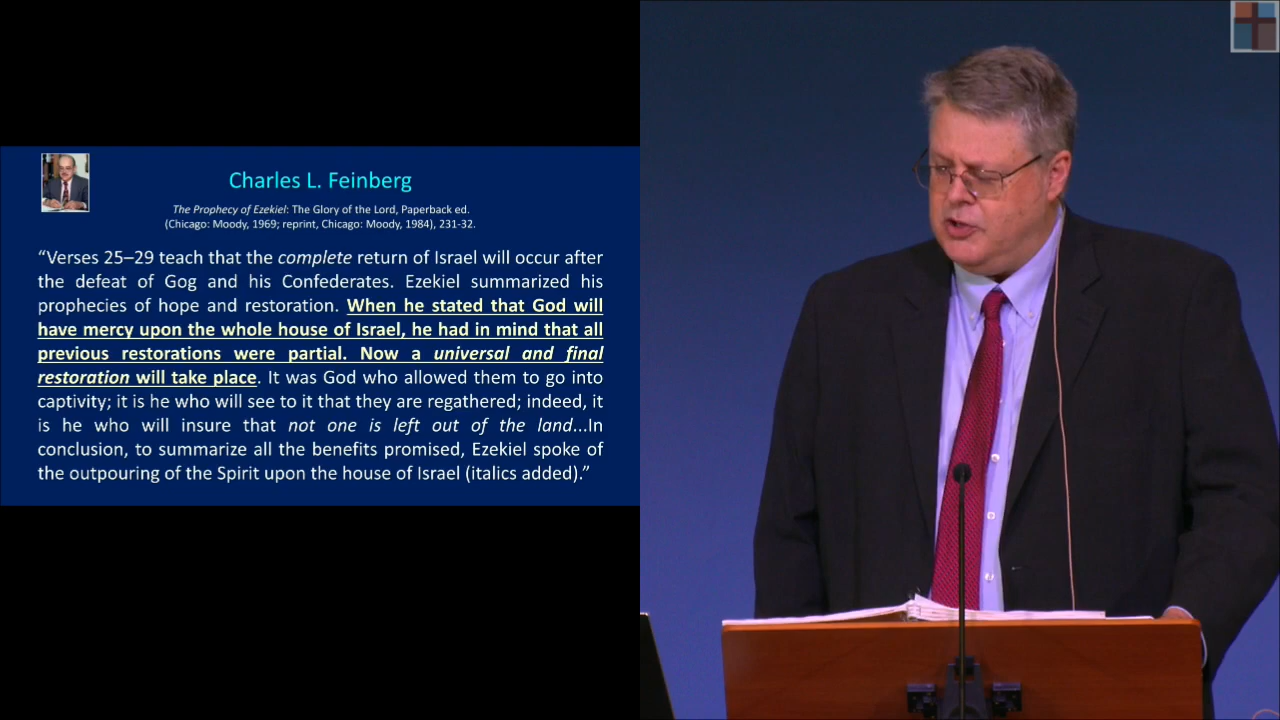 Charles L. Feinberg
The Prophecy of Ezekiel: The Glory of the Lord, Paperback ed.
(Chicago: Moody, 1969; reprint, Chicago: Moody, 1984), 231-32.
“Verses 25–29 teach that the complete return of Israel will occur after
the defeat of Gog and his Confederates. Ezekiel summarized his
prophecies of hope and restoration. When he stated that God will
have mercy upon the whole house of Israel, he had in mind that all
previous restorations were partial. Now a universal and final
restoration will take place. It was God who allowed them to go into
captivity; it is he who will see to it that they are regathered; indeed, it
is he who will insure that not one is left out of the land...In
conclusion, to summarize all the benefits promised, Ezekiel spoke of
the outpouring of the Spirit upon the house of Israel (italics added).”